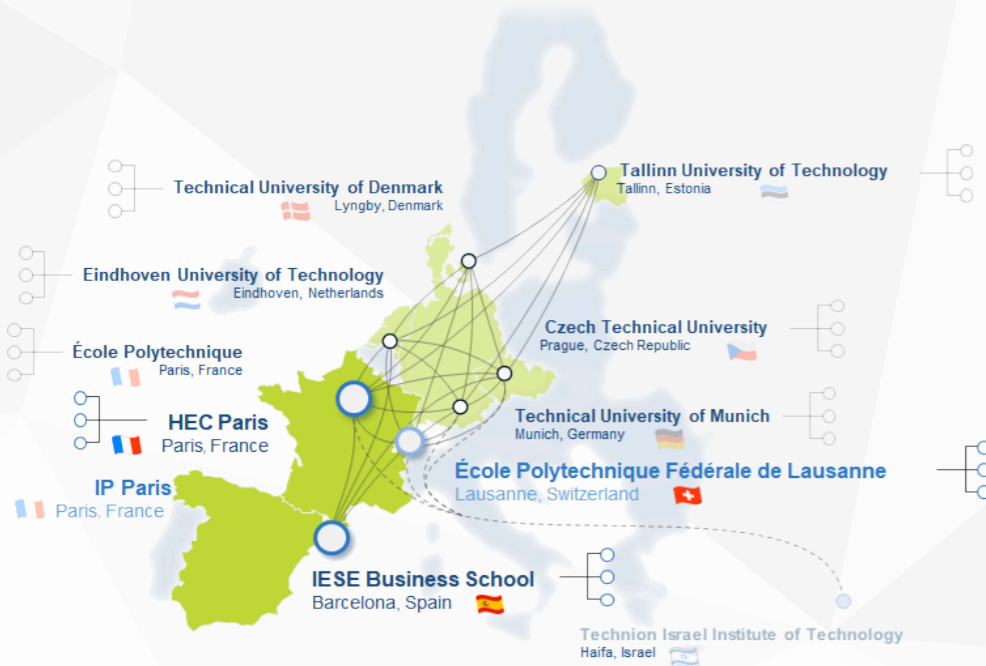 Technical University of Denmark
Lyngby, Denmark
Tallinn University of Technology
Tallinn, Estonia
Eindhoven University of Technology
Eindhoven, Netherlands
Czech Technical University
Prague, Czech Republic
École Polytechnique
Paris, France
HEC Paris
Paris, France
Technical University of Munich
Munich, Germany
École Polytechnique Fédérale de Lausanne
Lausanne, Switzerland
IP Paris
Paris. France
IESE Business School
Barcelona, Spain
Technion Israel Institute of Technology
Haifa, Israel